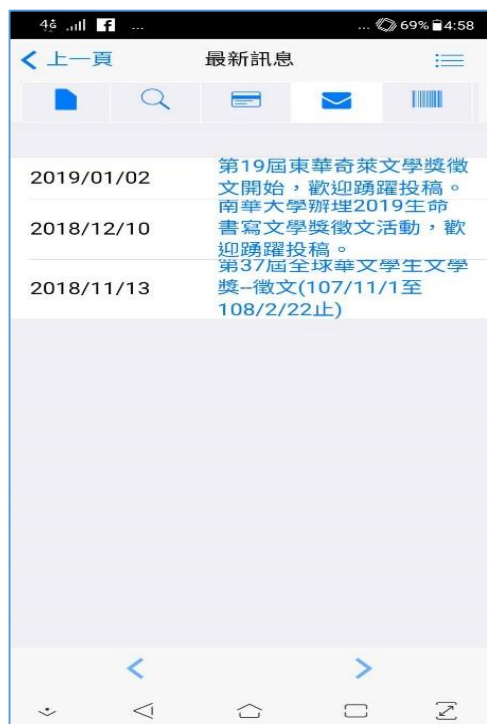 4G ... ... 69% 4:58
上一頁 最新訊息
2019/01/02
第19屆東華奇萊文學獎徵
文開始，歡迎踴躍投稿。
2018/12/10
南華大學辦理2019生命
書寫文學獎徵文活動，歡
迎踴躍投稿。
2018/11/13
第37屆全球華文學生文學
獎--徵文(107/11/1至
108/2/22止)